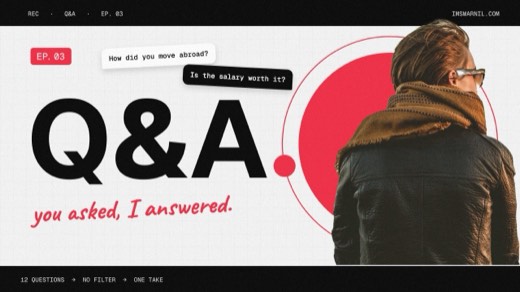 REC · Q&A · EP. 03
IMSWARNIL.COM
EP. 03
How did you move abroad?
Is the salary worth it?
Q&A.
you asked, I answered.
12 QUESTIONS + NO FILTER + ONE TAKE